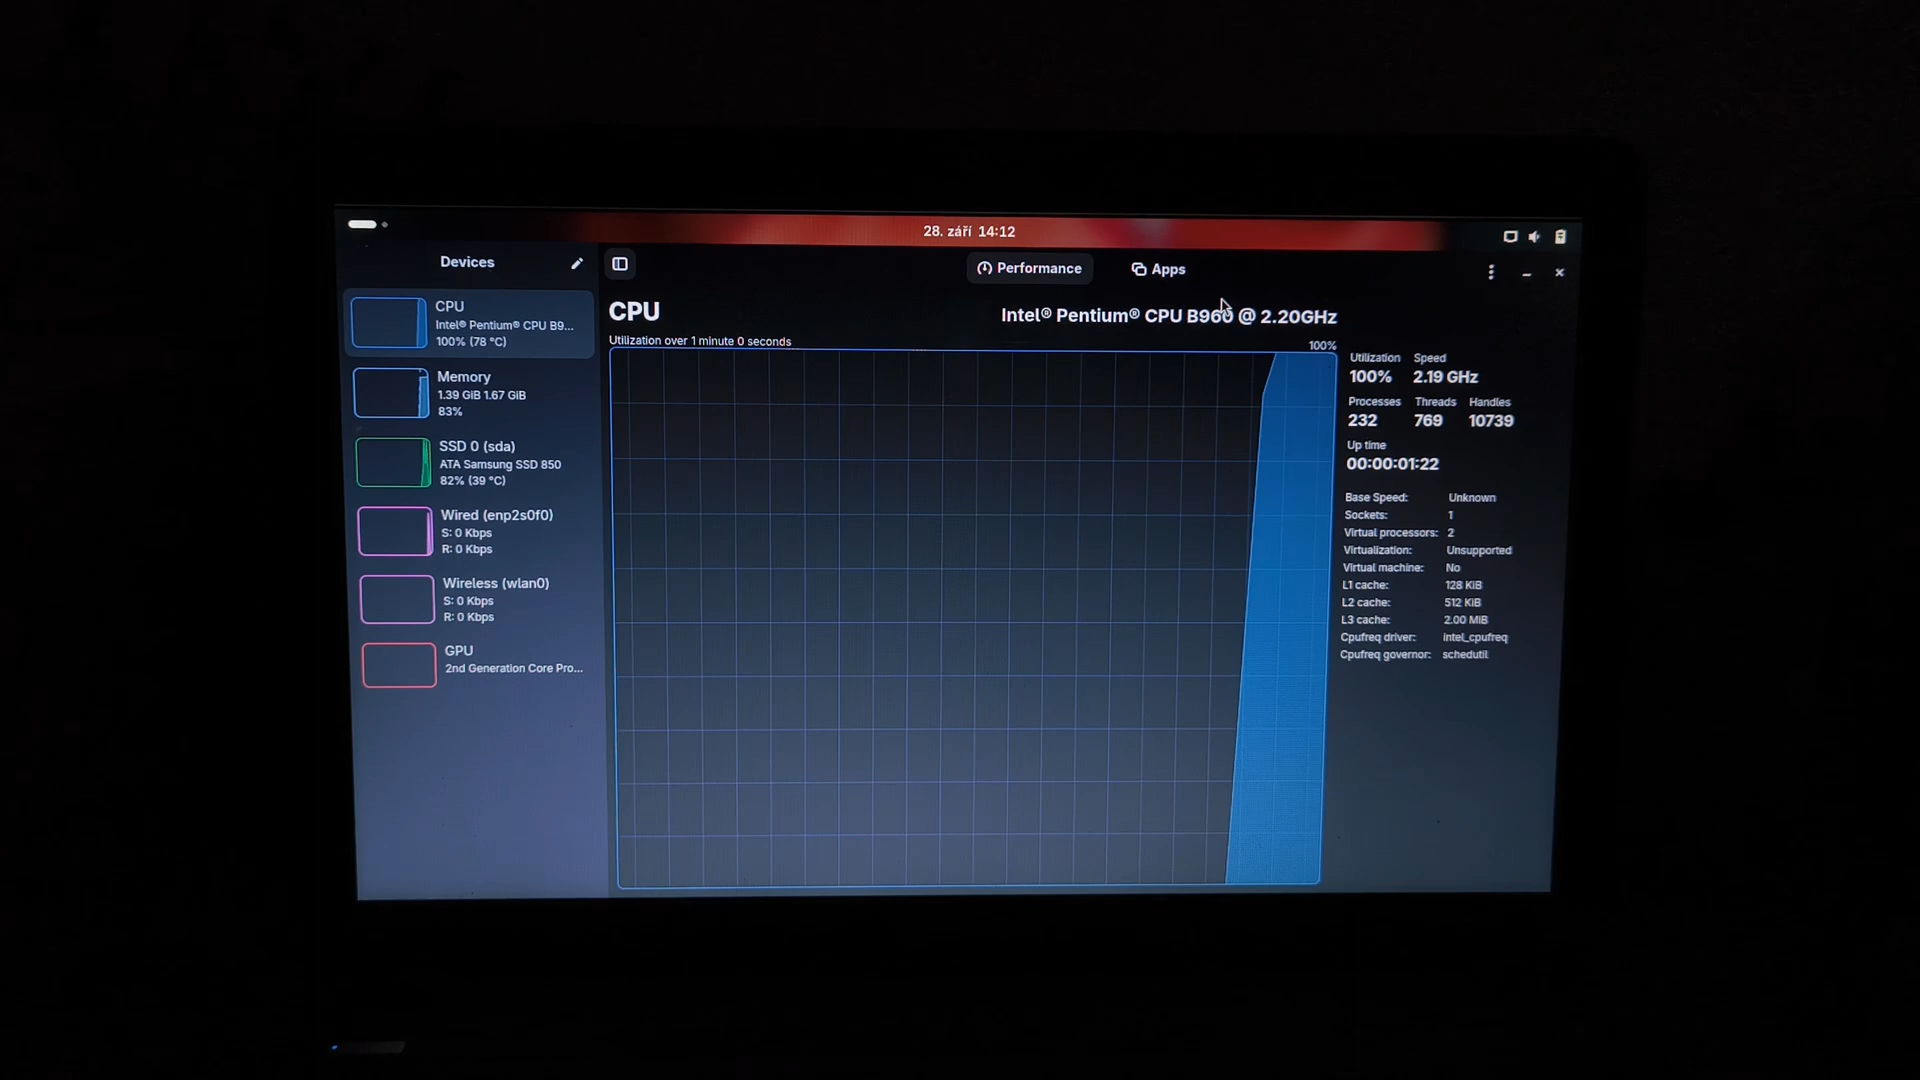 28. září 14:12
Devices
Performance
Apps
CPU
Intel® Pentium® CPU B9...
100% (78 °C)
Memory
1.39 GiB 1.67 GiB
83%
SSD 0 (sda)
ATA Samsung SSD 850
82% (39 °C)
Wired (enp2s0f0)
S: 0 Kbps
R: 0 Kbps
Wireless (wlan0)
S: 0 Kbps
R: 0 Kbps
GPU
2nd Generation Core Pro...
CPU
Intel® Pentium® CPU B960 @ 2.20GHz
Utilization over 1 minute 0 seconds
100%
Utilization Speed
100% 2.19 GHz
Processes Threads Handles
232 769 10739
Up time
00:00:01:22
Base Speed: Unknown
Sockets: 1
Virtual processors: 2
Virtualization: Unsupported
Virtual machine: No
L1 cache: 128 KiB
L2 cache: 512 KiB
L3 cache: 2.00 MiB
Cpufreq driver: intel_cpufreq
Cpufreq governor: schedutil